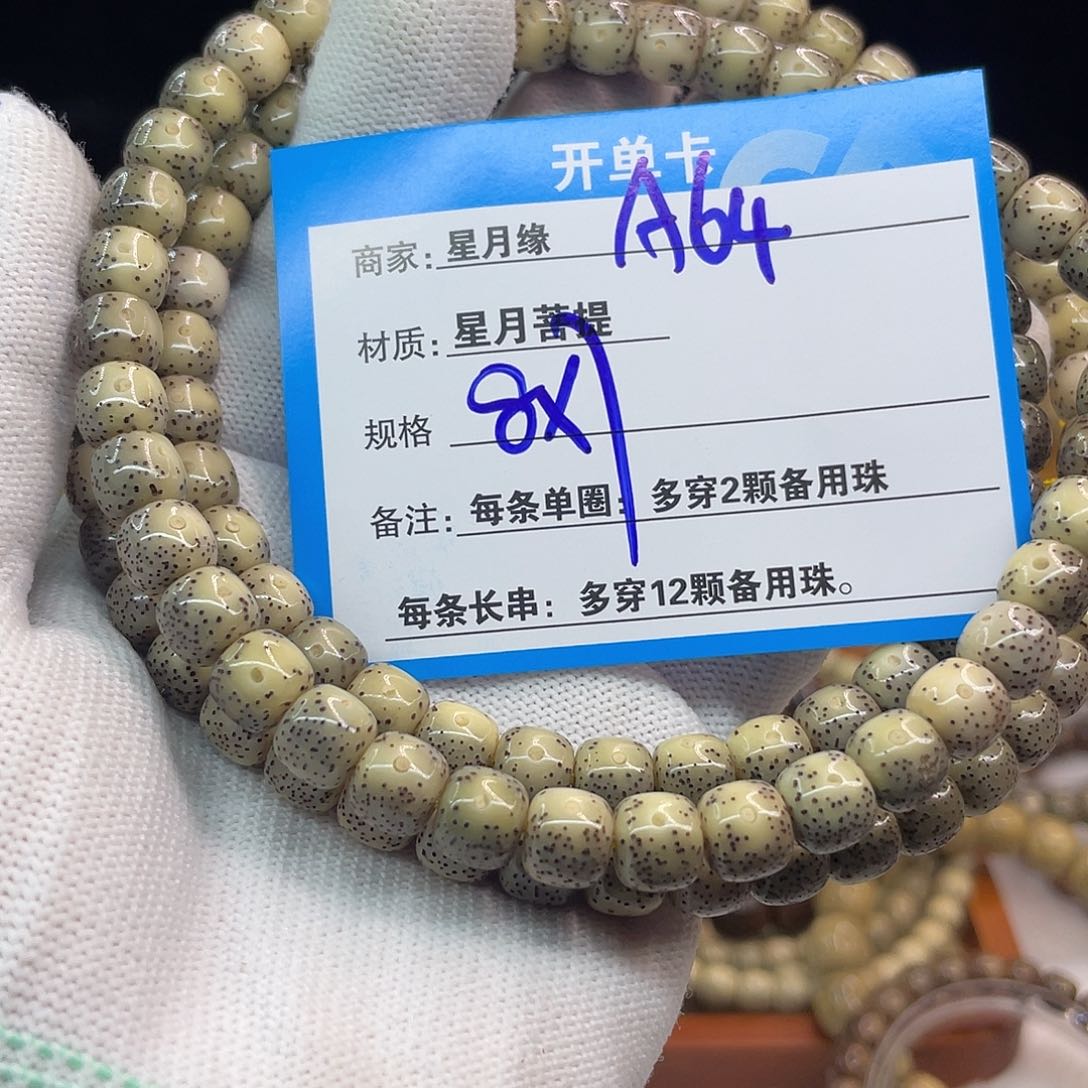 开单卡
商家: 星月缘 A64
材质: 星月菩提
规格 8X7
备注: 每条单圈: 多穿2颗备用珠
每条长串: 多穿12颗备用珠。